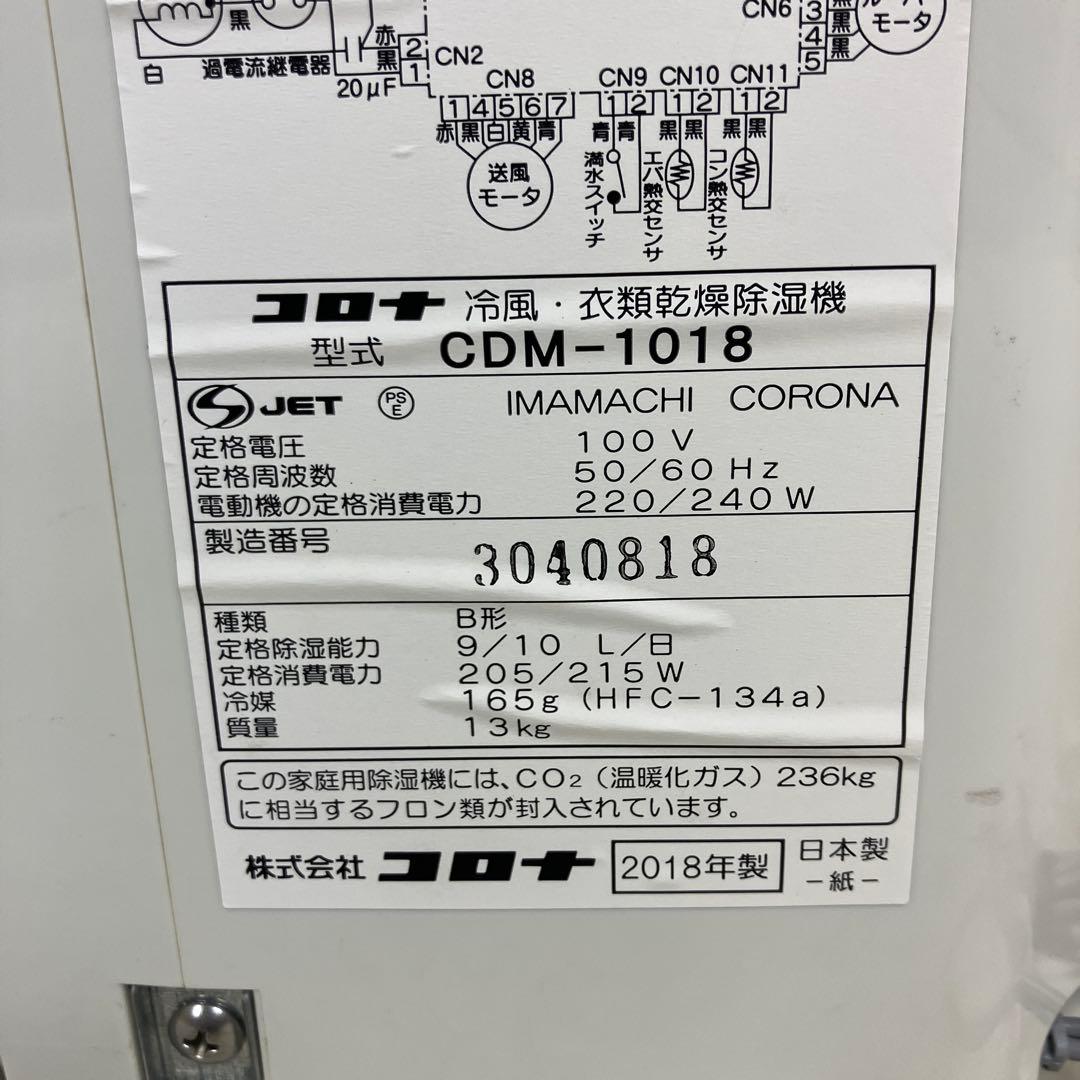 黒
白
過電流継電器
赤
黒
2
1
CN2
20μF
CN8
1 4 5 6 7
赤 黒 白 黄 青
送風
モータ
CN9 CN10 CN11
1 2 1 2 1 2
青 青 黒 黒 黒 黒
満水スイッチ
エバ熱交センサ
コン熱交センサ
CN6
3 黒
4 黒
5 黒
モータ
コロナ 冷風・衣類乾燥除湿機
型式 CDM-1018
S JET PS E IMAMACHI CORONA
定格電圧 100 V
定格周波数 50/60 Hz
電動機の定格消費電力 220/240 W
製造番号 3040818
種類 B形
定格除湿能力 9/10 L/日
定格消費電力 205/215W
冷媒 165g (HFC-134a)
質量 13kg
この家庭用除湿機には、CO2(温暖化ガス)236kg
に相当するフロン類が封入されています。
株式会社 コロナ 2018年製 日本製
-紙-